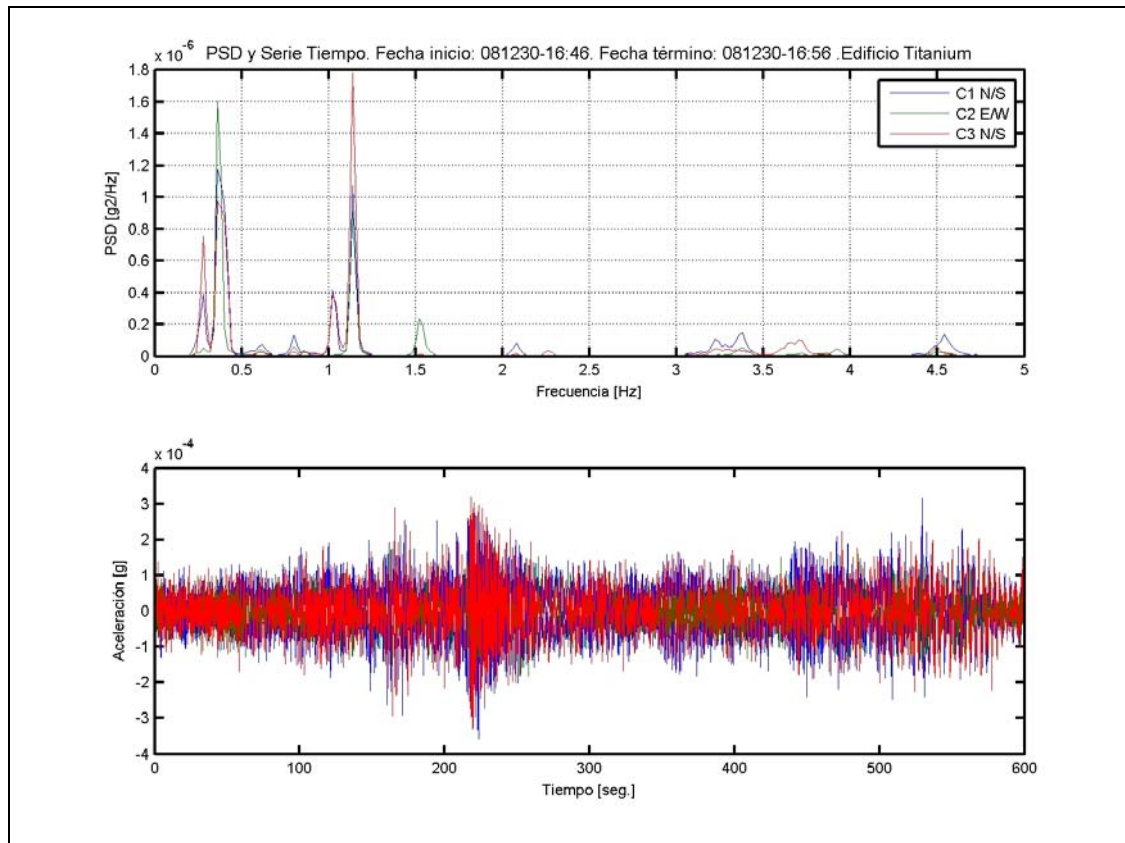 x 10-6
PSD y Serie Tiempo. Fecha inicio: 081230-16:46. Fecha término: 081230-16:56 .Edificio Titanium
1.8
1.6
1.4
1.2
1
0.8
0.6
0.4
0.2
0
PSD [g2/Hz]
C1 N/S
C2 E/W
C3 N/S
0 0.5 1 1.5 2 2.5 3 3.5 4 4.5 5
Frecuencia [Hz]
x 10-4
4
3
2
1
0
-1
-2
-3
-4
Aceleración [g]
0 100 200 300 400 500 600
Tiempo [seg.]